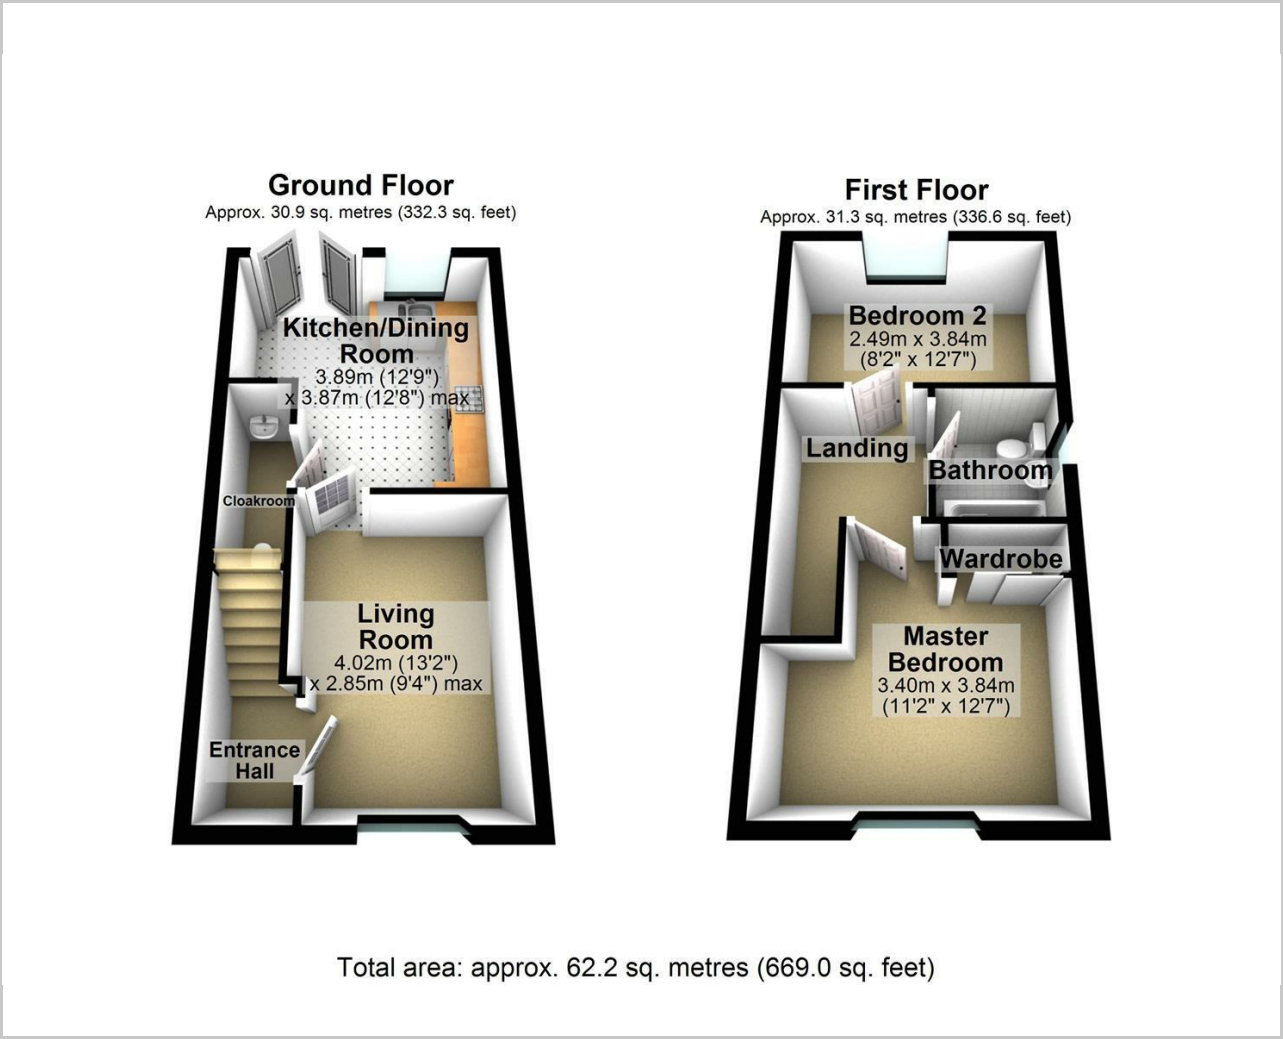 Ground Floor
Approx. 30.9 sq. metres (332.3 sq. feet)
Kitchen/Dining
Room
3.89m (12'9")
x 3.87m (12'8") max
Cloakroom
Living
Room
4.02m (13'2")
x 2.85m (9'4") max
Entrance
Hall
First Floor
Approx. 31.3 sq. metres (336.6 sq. feet)
Bedroom 2
2.49m x 3.84m
(8'2" x 12'7")
Landing
Bathroom
Wardrobe
Master
Bedroom
3.40m x 3.84m
(11'2" x 12'7")
Total area: approx. 62.2 sq. metres (669.0 sq. feet)